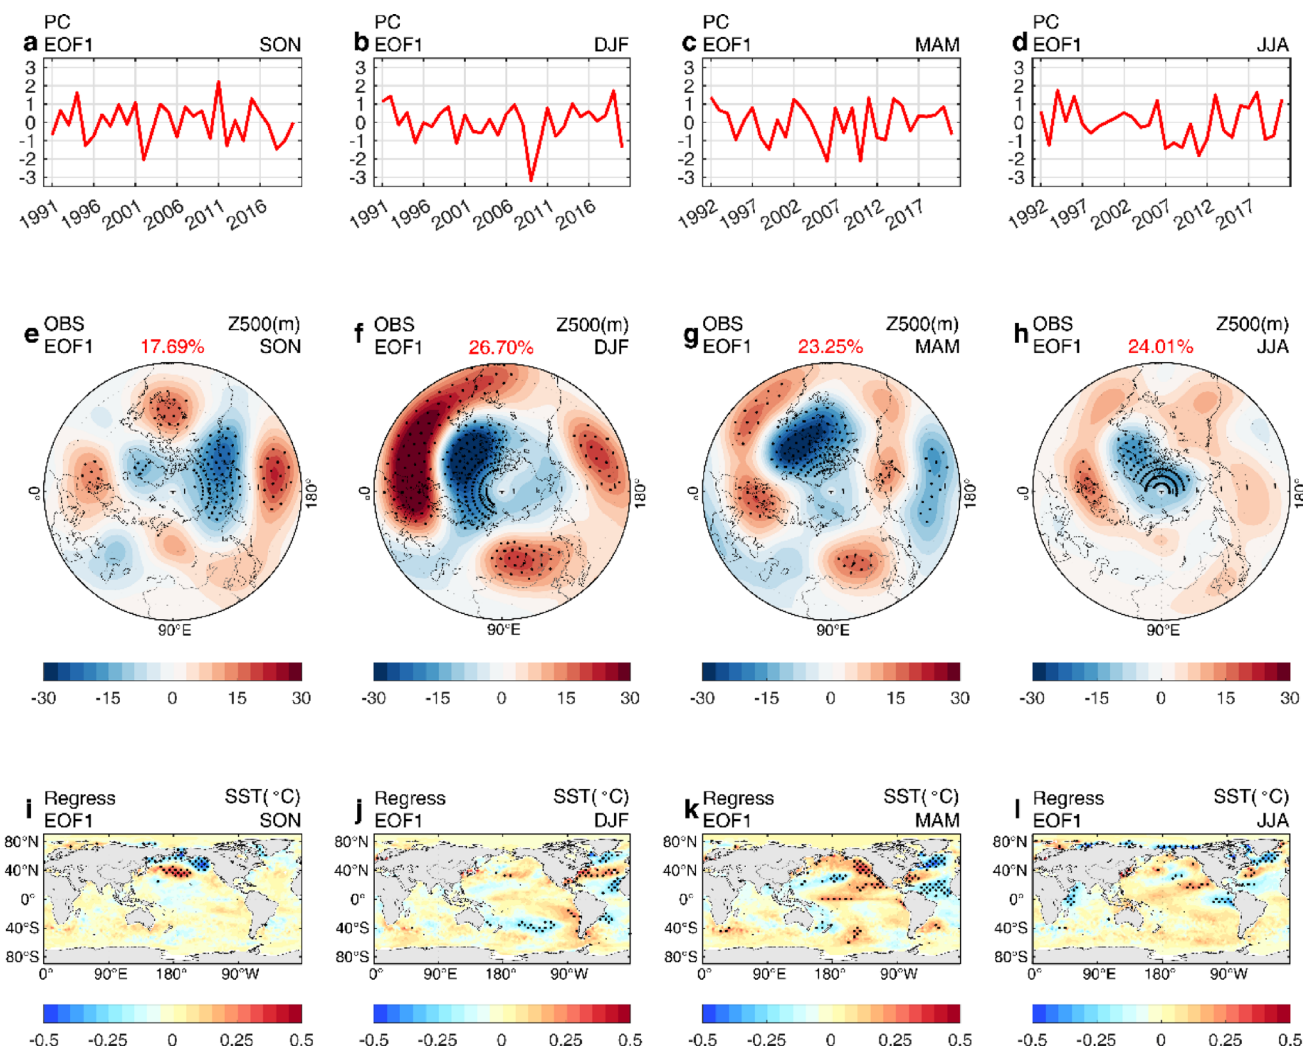 PC
a EOF1 SON
3
2
1
0
-1
-2
-3
1991 1996 2001 2006 2011 2016
PC
b EOF1 DJF
3
2
1
0
-1
-2
-3
1991 1996 2001 2006 2011 2016
PC
c EOF1 MAM
3
2
1
0
-1
-2
-3
1992 1997 2002 2007 2012 2017
PC
d EOF1 JJA
3
2
1
0
-1
-2
-3
1992 1997 2002 2007 2012 2017
e OBS Z500(m)
EOF1 17.69% SON
0°
180°
90°E
-30 -15 0 15 30
f OBS Z500(m)
EOF1 26.70% DJF
0°
180°
90°E
-30 -15 0 15 30
g OBS Z500(m)
EOF1 23.25% MAM
0°
180°
90°E
-30 -15 0 15 30
h OBS Z500(m)
EOF1 24.01% JJA
0°
180°
90°E
-30 -15 0 15 30
i Regress SST(°C)
EOF1 SON
80°N
40°N
0°
40°S
80°S
0° 90°E 180° 90°W
-0.5 -0.25 0 0.25 0.5
j Regress SST(°C)
EOF1 DJF
80°N
40°N
0°
40°S
80°S
0° 90°E 180° 90°W
-0.5 -0.25 0 0.25 0.5
k Regress SST(°C)
EOF1 MAM
80°N
40°N
0°
40°S
80°S
0° 90°E 180° 90°W
-0.5 -0.25 0 0.25 0.5
l Regress SST(°C)
EOF1 JJA
80°N
40°N
0°
40°S
80°S
0° 90°E 180° 90°W
-0.5 -0.25 0 0.25 0.5